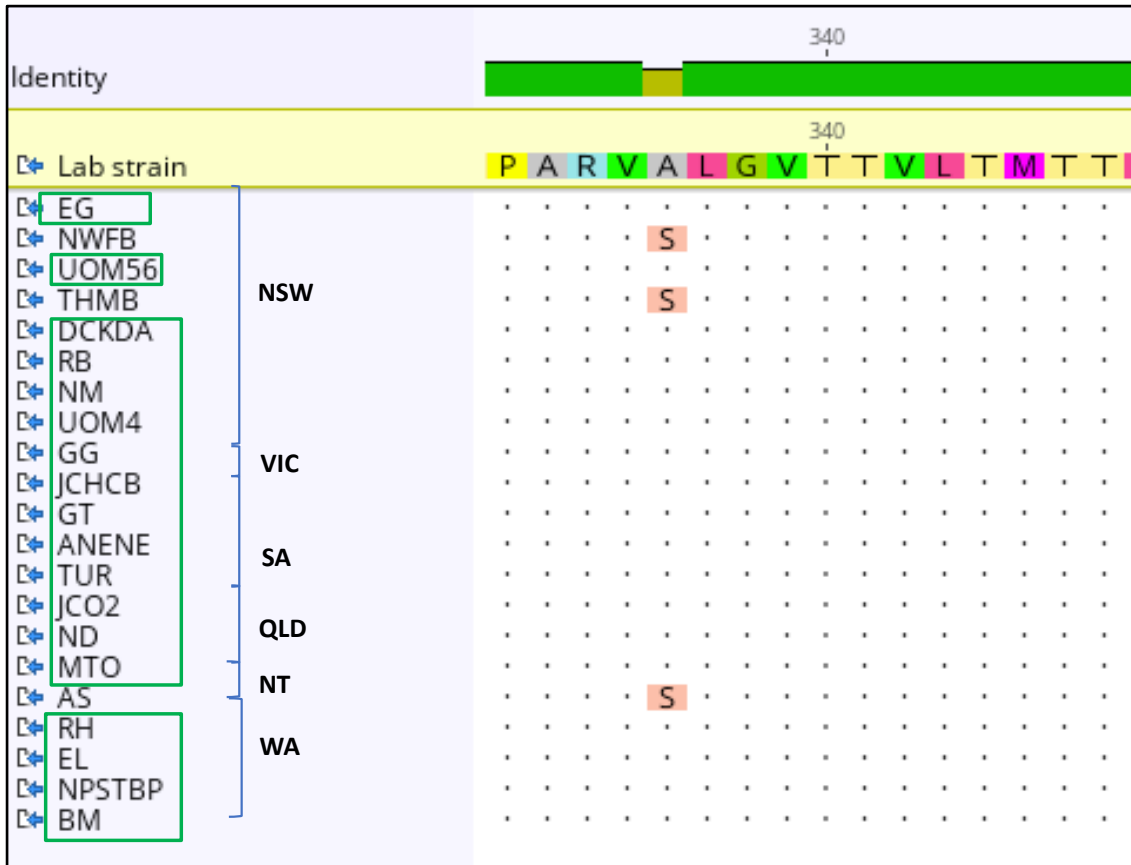 340
Identity
340
Lab strain P A R V A L G V T T V L T M T T
EG
NWFB S
UOM56
NSW
THMB S
DCKDA
RB
NM
UOM4
GG
VIC
JCHCB
GT
ANENE
SA
TUR
JCO2
QLD
ND
MTO
NT
AS S
RH
WA
EL
NPSTBP
BM